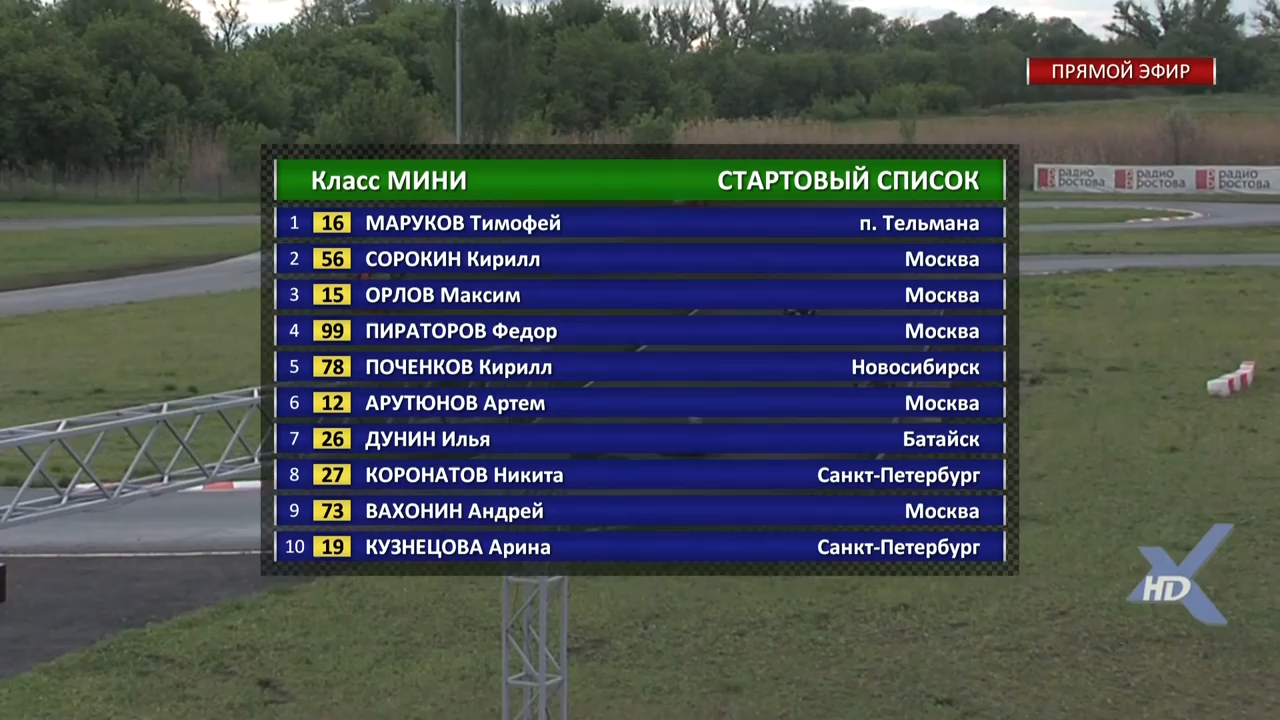 ПРЯМОЙ ЭФИР
радио Ростова радио Ростова радио Ростова
Класс МИНИ СТАРТОВЫЙ СПИСОК
1 16 МАРУКОВ Тимофей п. Тельмана
2 56 СОРОКИН Кирилл Москва
3 15 ОРЛОВ Максим Москва
4 99 ПИРАТОРОВ Федор Москва
5 78 ПОЧЕНКОВ Кирилл Новосибирск
6 12 АРУТЮНОВ Артем Москва
7 26 ДУНИН Илья Батайск
8 27 КОРОНАТОВ Никита Санкт-Петербург
9 73 ВАХОНИН Андрей Москва
10 19 КУЗНЕЦОВА Арина Санкт-Петербург
X HD